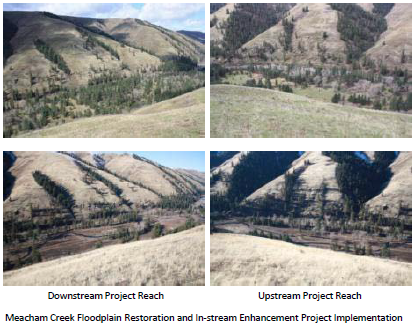 Downstream Project Reach
Upstream Project Reach
Meacham Creek Floodplain Restoration and In-stream Enhancement Project Implementation